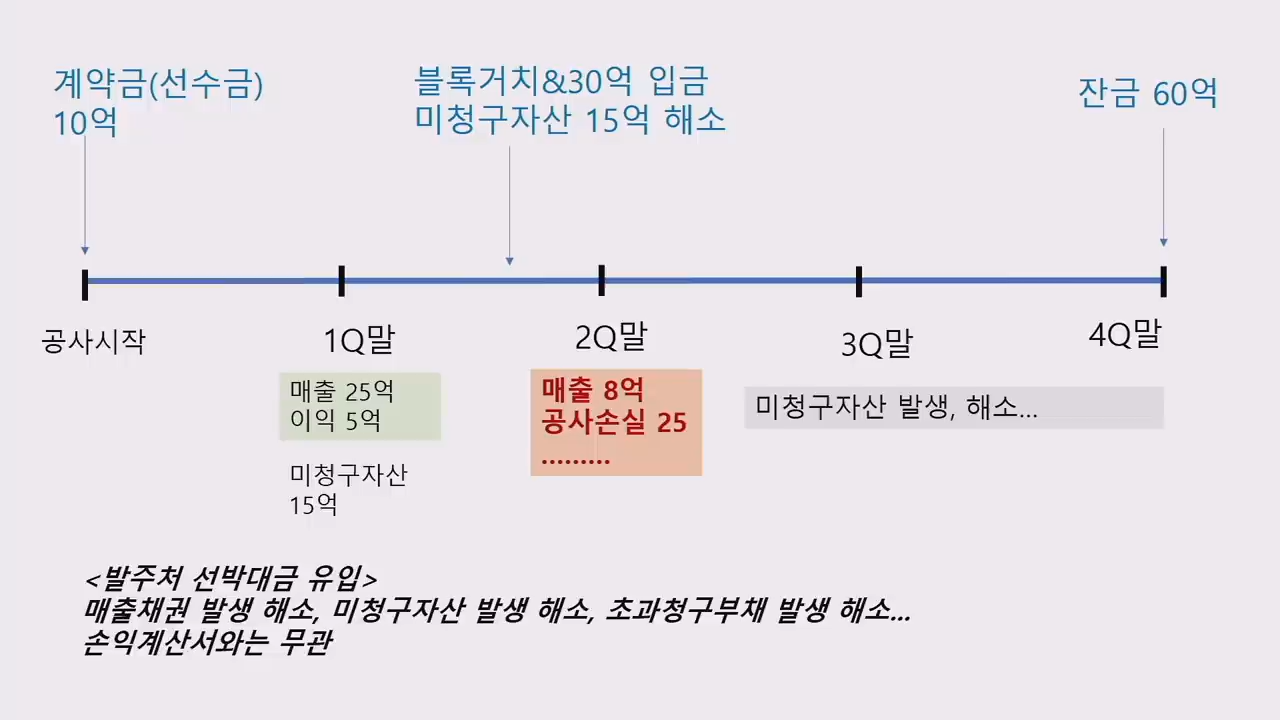 계약금(선수금)
10억
블록거치&30억 입금
미청구자산 15억 해소
잔금 60억
공사시작
1Q말
2Q말
3Q말
4Q말
매출 25억
이익 5억
미청구자산
15억
매출 8억
공사손실 25
.........
미청구자산 발생, 해소...
<발주처 선박대금 유입>
매출채권 발생 해소, 미청구자산 발생 해소, 초과청구부채 발생 해소...
손익계산서와는 무관